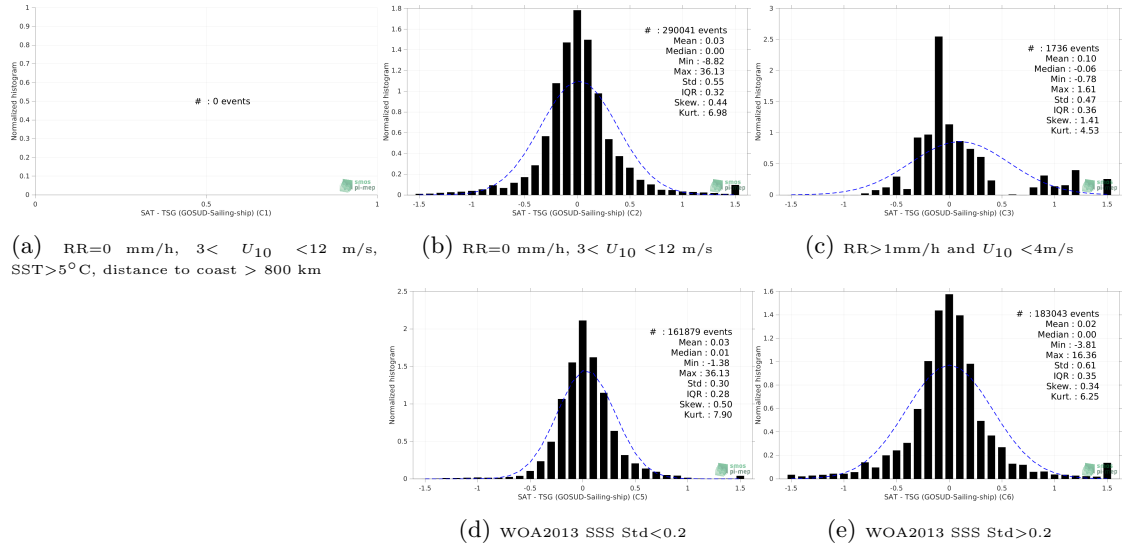 1
0.9
0.8
0.7
0.6
0.5
0.4
0.3
0.2
0.1
0
Normalized histogram
# : 0 events
smos
pi-mep
0 0.5 1
SAT - TSG (GOSUD-Sailing-ship) (C1)
(a) RR=0 mm/h, 3< U10 <12 m/s,
SST>5°C, distance to coast > 800 km
1.8
1.6
1.4
1.2
1
0.8
0.6
0.4
0.2
0
Normalized histogram
# : 290041 events
Mean : 0.03
Median : 0.00
Min : -8.82
Max : 36.13
Std : 0.55
IQR : 0.32
Skew. : 0.44
Kurt. : 6.98
smos
pi-mep
-1.5 -1 -0.5 0 0.5 1 1.5
SAT - TSG (GOSUD-Sailing-ship) (C2)
(b) RR=0 mm/h, 3< U10 <12 m/s
3
2.5
2
1.5
1
0.5
0
Normalized histogram
# : 1736 events
Mean : 0.10
Median : -0.06
Min : -0.78
Max : 1.61
Std : 0.47
IQR : 0.36
Skew. : 1.41
Kurt. : 4.53
smos
pi-mep
-1.5 -1 -0.5 0 0.5 1 1.5
SAT - TSG (GOSUD-Sailing-ship) (C3)
(c) RR>1mm/h and U10 <4m/s
2.5
2
1.5
1
0.5
0
Normalized histogram
# : 161879 events
Mean : 0.03
Median : 0.01
Min : -1.38
Max : 36.13
Std : 0.30
IQR : 0.28
Skew. : 0.50
Kurt. : 7.90
smos
pi-mep
-1.5 -1 -0.5 0 0.5 1 1.5
SAT - TSG (GOSUD-Sailing-ship) (C5)
(d) WOA2013 SSS Std<0.2
1.6
1.4
1.2
1
0.8
0.6
0.4
0.2
0
Normalized histogram
# : 183043 events
Mean : 0.02
Median : 0.00
Min : -3.81
Max : 16.36
Std : 0.61
IQR : 0.35
Skew. : 0.34
Kurt. : 6.25
smos
pi-mep
-1.5 -1 -0.5 0 0.5 1 1.5
SAT - TSG (GOSUD-Sailing-ship) (C6)
(e) WOA2013 SSS Std>0.2